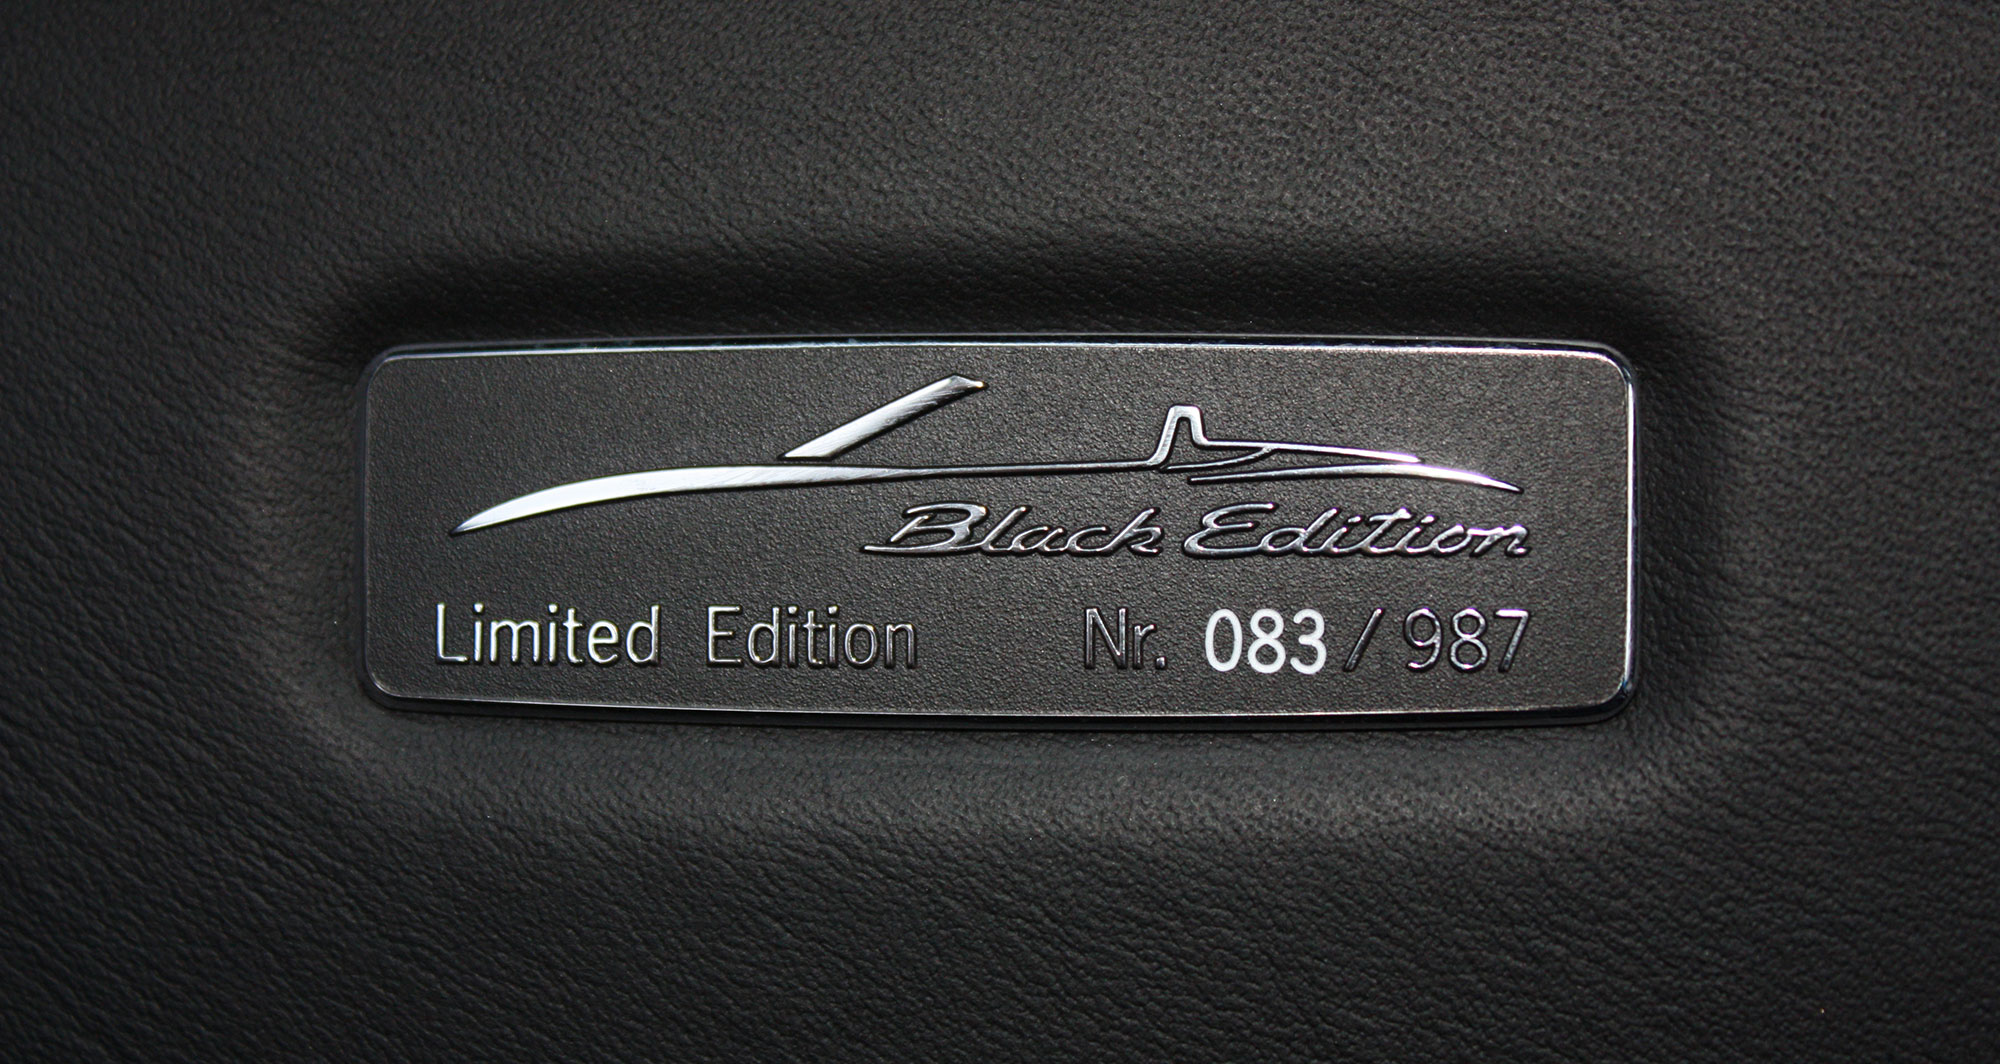 Black Edition
Limited Edition Nr. 083 / 987